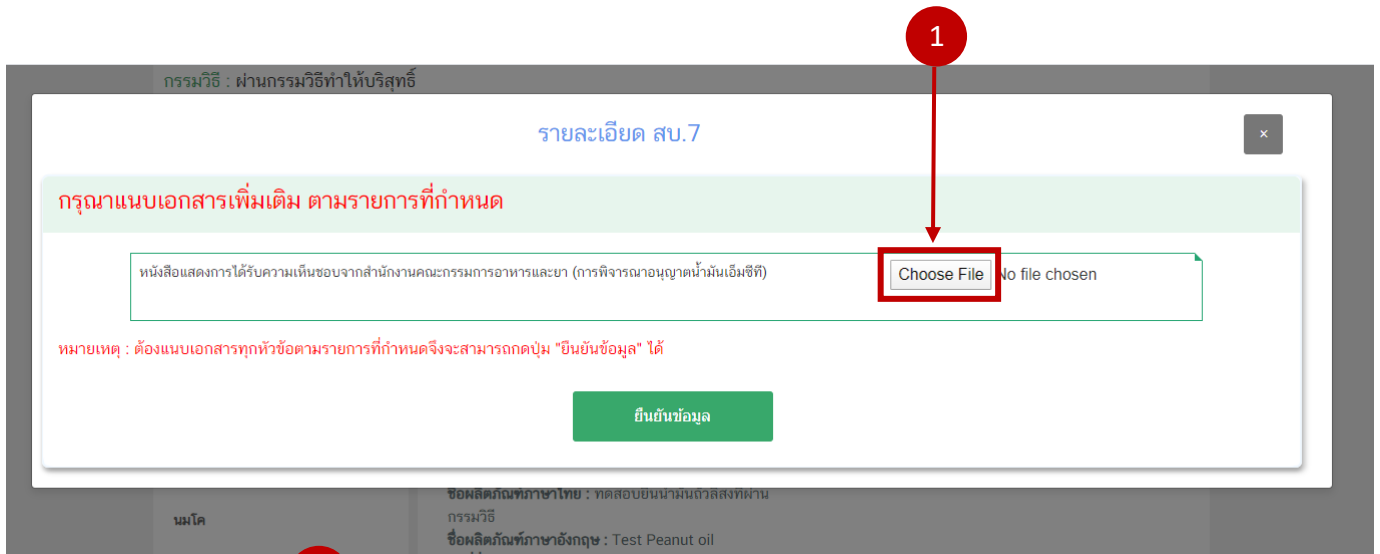 1
กรรมวิธี : ผ่านกรรมวิธีทำให้บริสุทธิ์
รายละเอียด สบ.7
×
กรุณาแนบเอกสารเพิ่มเติม ตามรายการที่กำหนด
หนังสือแสดงการได้รับความเห็นชอบจากสำนักงานคณะกรรมการอาหารและยา (การพิจารณาอนุญาตน้ำมันเอ็มซีที)
Choose File No file chosen
หมายเหตุ : ต้องแนบเอกสารทุกหัวข้อตามรายการที่กำหนดจึงจะสามารถกดปุ่ม "ยืนยันข้อมูล" ได้
ยืนยันข้อมูล
ชื่อผลิตภัณฑ์ภาษาไทย : ทดสอบยื่นน้ำมันถั่วลิสงที่ผ่าน
กรรมวิธี
นมโค
ชื่อผลิตภัณฑ์ภาษาอังกฤษ : Test Peanut oil